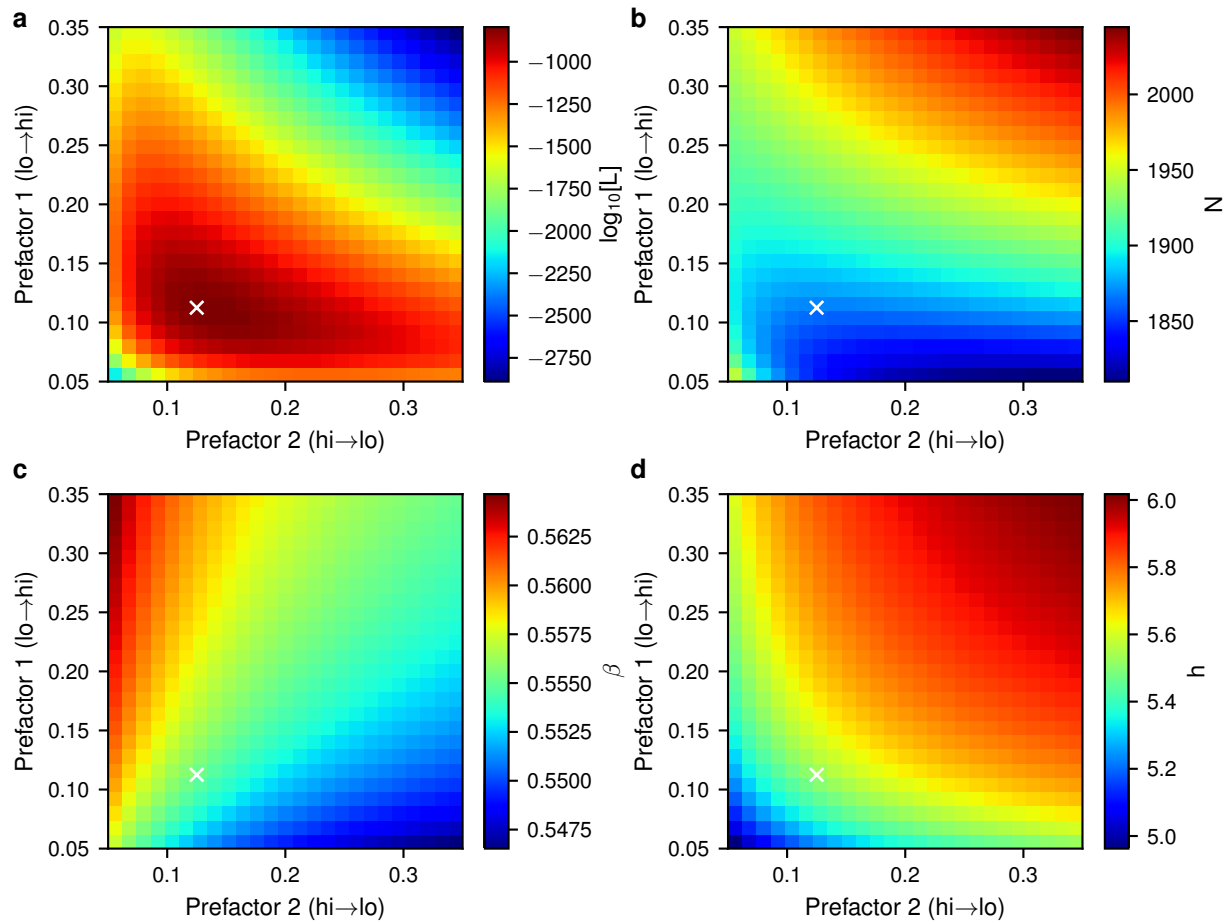 a
0.35
0.30
0.25
0.20
0.15
0.10
0.05
0.1 0.2 0.3
Prefactor 1 (lo→hi)
Prefactor 2 (hi→lo)
−1000
−1250
−1500
−1750
−2000
−2250
−2500
−2750
log₁₀[L]
b
0.35
0.30
0.25
0.20
0.15
0.10
0.05
0.1 0.2 0.3
Prefactor 1 (lo→hi)
Prefactor 2 (hi→lo)
2000
1950
1900
1850
N
c
0.35
0.30
0.25
0.20
0.15
0.10
0.05
0.1 0.2 0.3
Prefactor 1 (lo→hi)
Prefactor 2 (hi→lo)
0.5625
0.5600
0.5575
0.5550
0.5525
0.5500
0.5475
β
d
0.35
0.30
0.25
0.20
0.15
0.10
0.05
0.1 0.2 0.3
Prefactor 1 (lo→hi)
Prefactor 2 (hi→lo)
6.0
5.8
5.6
5.4
5.2
5.0
h